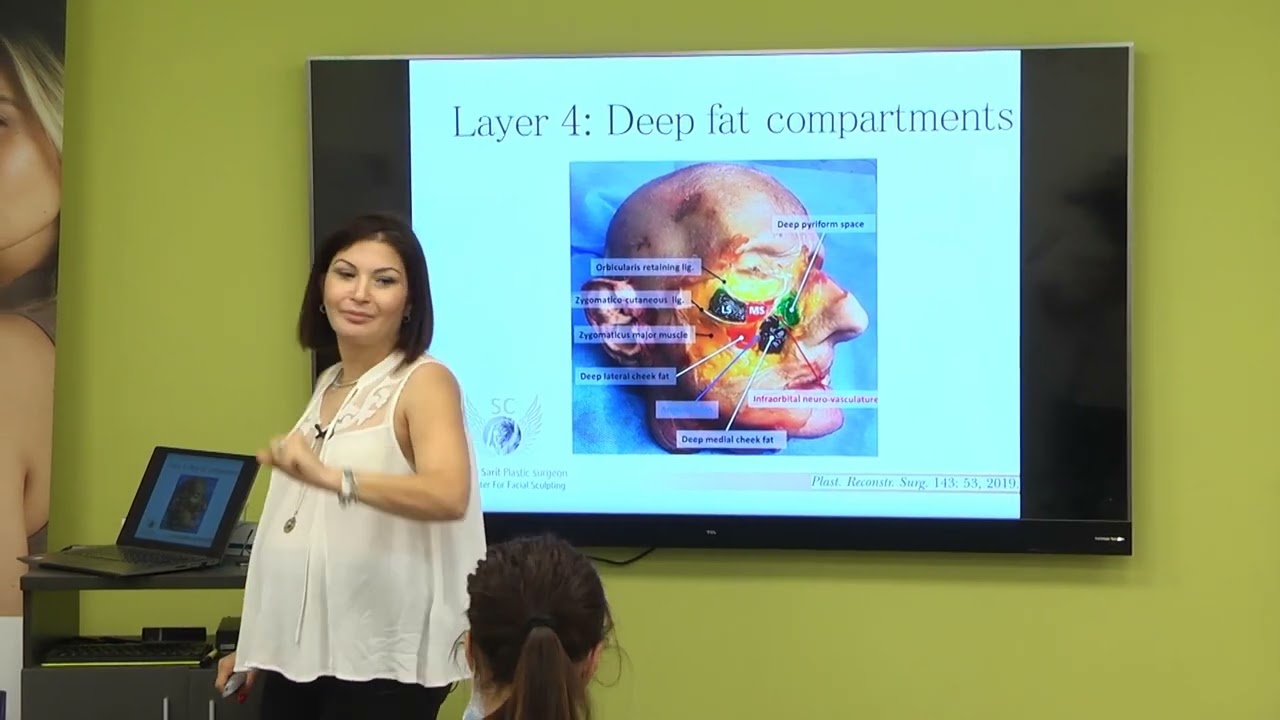 Layer 4: Deep fat compartments
Deep pyriform space
Orbicularis retaining lig.
Zygomatico-cutaneous lig.
LS
MS
Zygomaticus major muscle
Deep lateral cheek fat
Infraorbital neuro-vasculature
Deep medial cheek fat
SC
Sarit Plastic Surgeon
ter For Facial Sculpting
Plast. Reconstr. Surg. 143: 53, 2019.
TCL